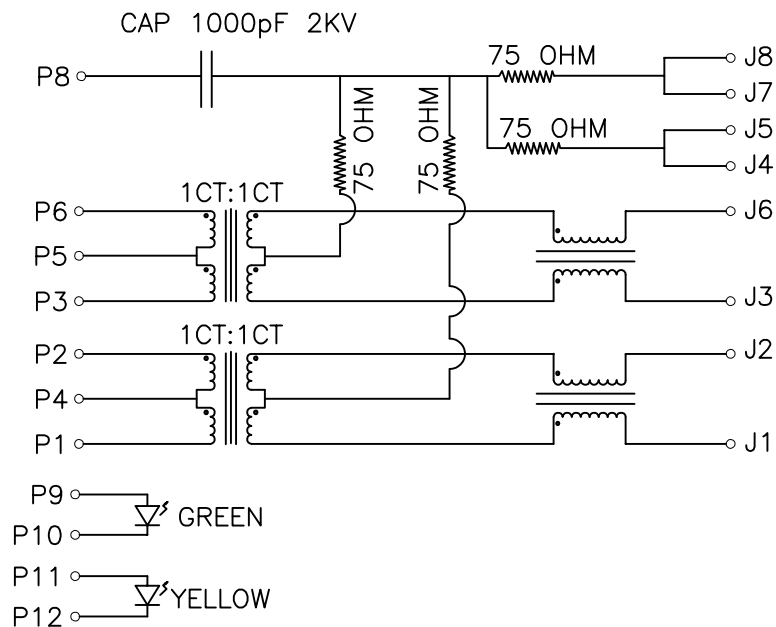 CAP 1000pF 2KV
P8
75 OHM
J8
J7
75 OHM
J5
J4
75 OHM
75 OHM
1CT:1CT
P6
P5
P3
J6
J3
1CT:1CT
P2
P4
P1
J2
J1
P9
P10
GREEN
P11
P12
YELLOW